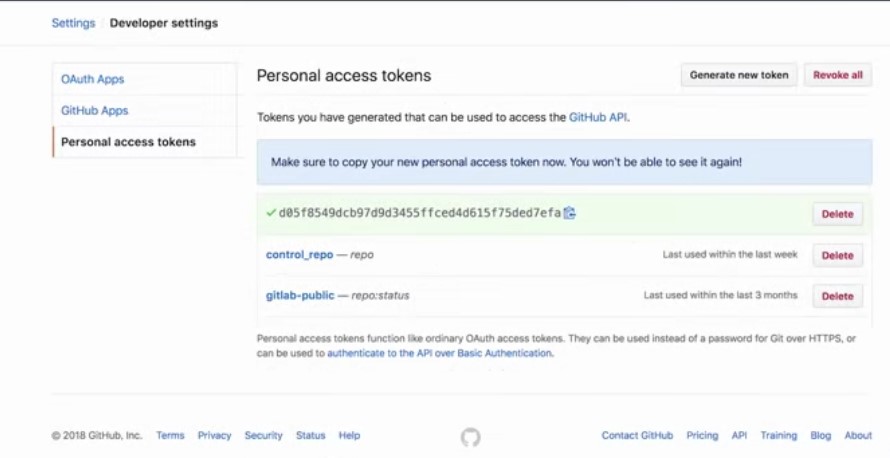 Settings / Developer settings
OAuth Apps
GitHub Apps
Personal access tokens
Personal access tokens
Generate new token
Revoke all
Tokens you have generated that can be used to access the GitHub API.
Make sure to copy your new personal access token now. You won't be able to see it again!
d05f8549dcb97d9d3455ffced4d615f75ded7efa
Delete
control_repo — repo
Last used within the last week
Delete
gitlab-public — repo:status
Last used within the last 3 months
Delete
Personal access tokens function like ordinary OAuth access tokens. They can be used instead of a password for Git over HTTPS, or
can be used to authenticate to the API over Basic Authentication.
© 2018 GitHub, Inc. Terms Privacy Security Status Help
Contact GitHub Pricing API Training Blog About